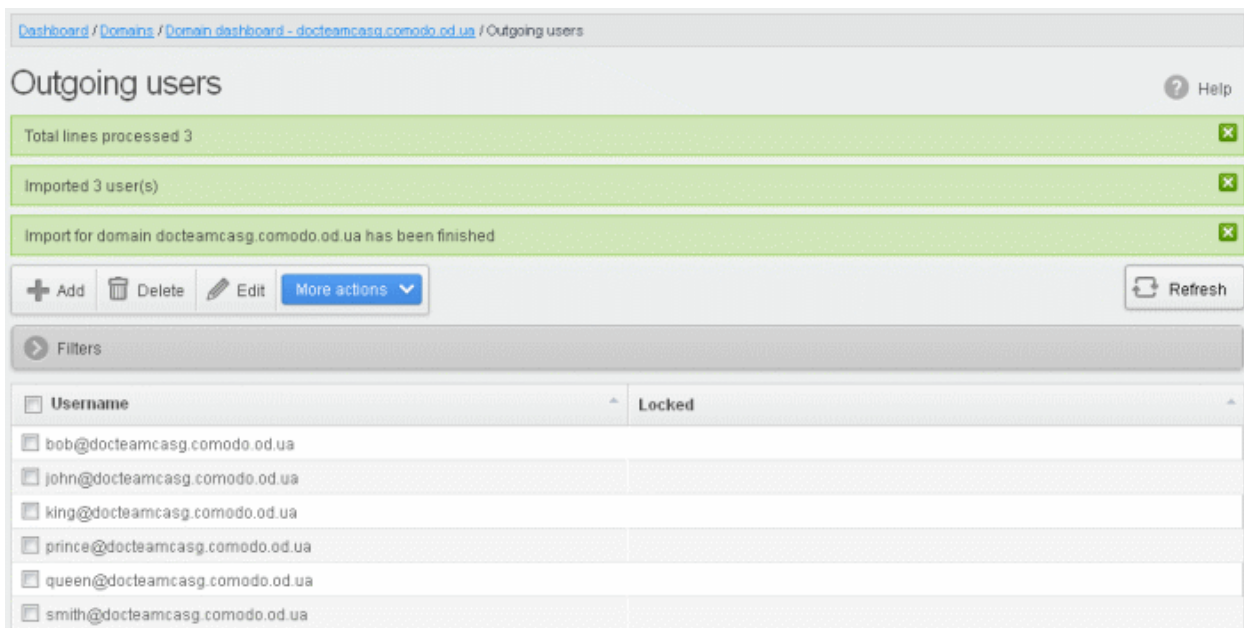 Dashboard / Domains / Domain dashboard - docteamcasg.comodo.od.ua / Outgoing users
Outgoing users
Help
Total lines processed 3
Imported 3 user(s)
Import for domain docteamcasg.comodo.od.ua has been finished
Add Delete Edit More actions Refresh
Filters
Username Locked
bob@docteamcasg.comodo.od.ua
john@docteamcasg.comodo.od.ua
king@docteamcasg.comodo.od.ua
prince@docteamcasg.comodo.od.ua
queen@docteamcasg.comodo.od.ua
smith@docteamcasg.comodo.od.ua